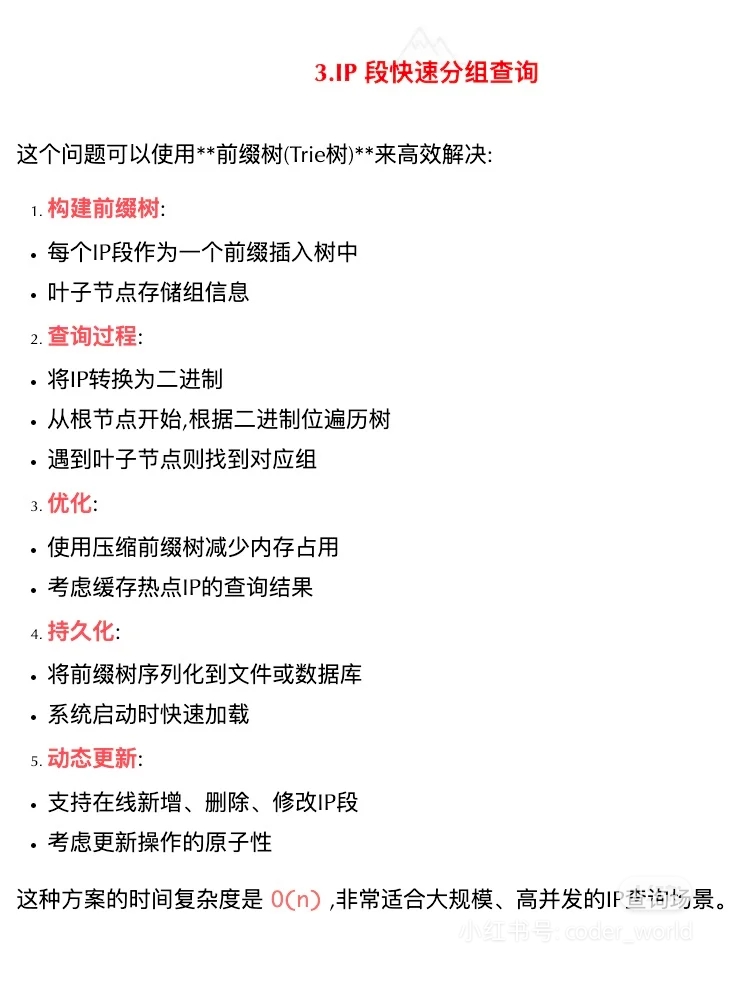 3.IP 段快速分组查询
这个问题可以使用**前缀树(Trie树)**来高效解决:
1. 构建前缀树:
• 每个IP段作为一个前缀插入树中
• 叶子节点存储组信息
2. 查询过程:
• 将IP转换为二进制
• 从根节点开始,根据二进制位遍历树
• 遇到叶子节点则找到对应组
3. 优化:
• 使用压缩前缀树减少内存占用
• 考虑缓存热点IP的查询结果
4. 持久化:
• 将前缀树序列化到文件或数据库
• 系统启动时快速加载
5. 动态更新:
• 支持在线新增、删除、修改IP段
• 考虑更新操作的原子性
这种方案的时间复杂度是 O(n) ,非常适合大规模、高并发的IP查询场景。
小红书号: coder_world